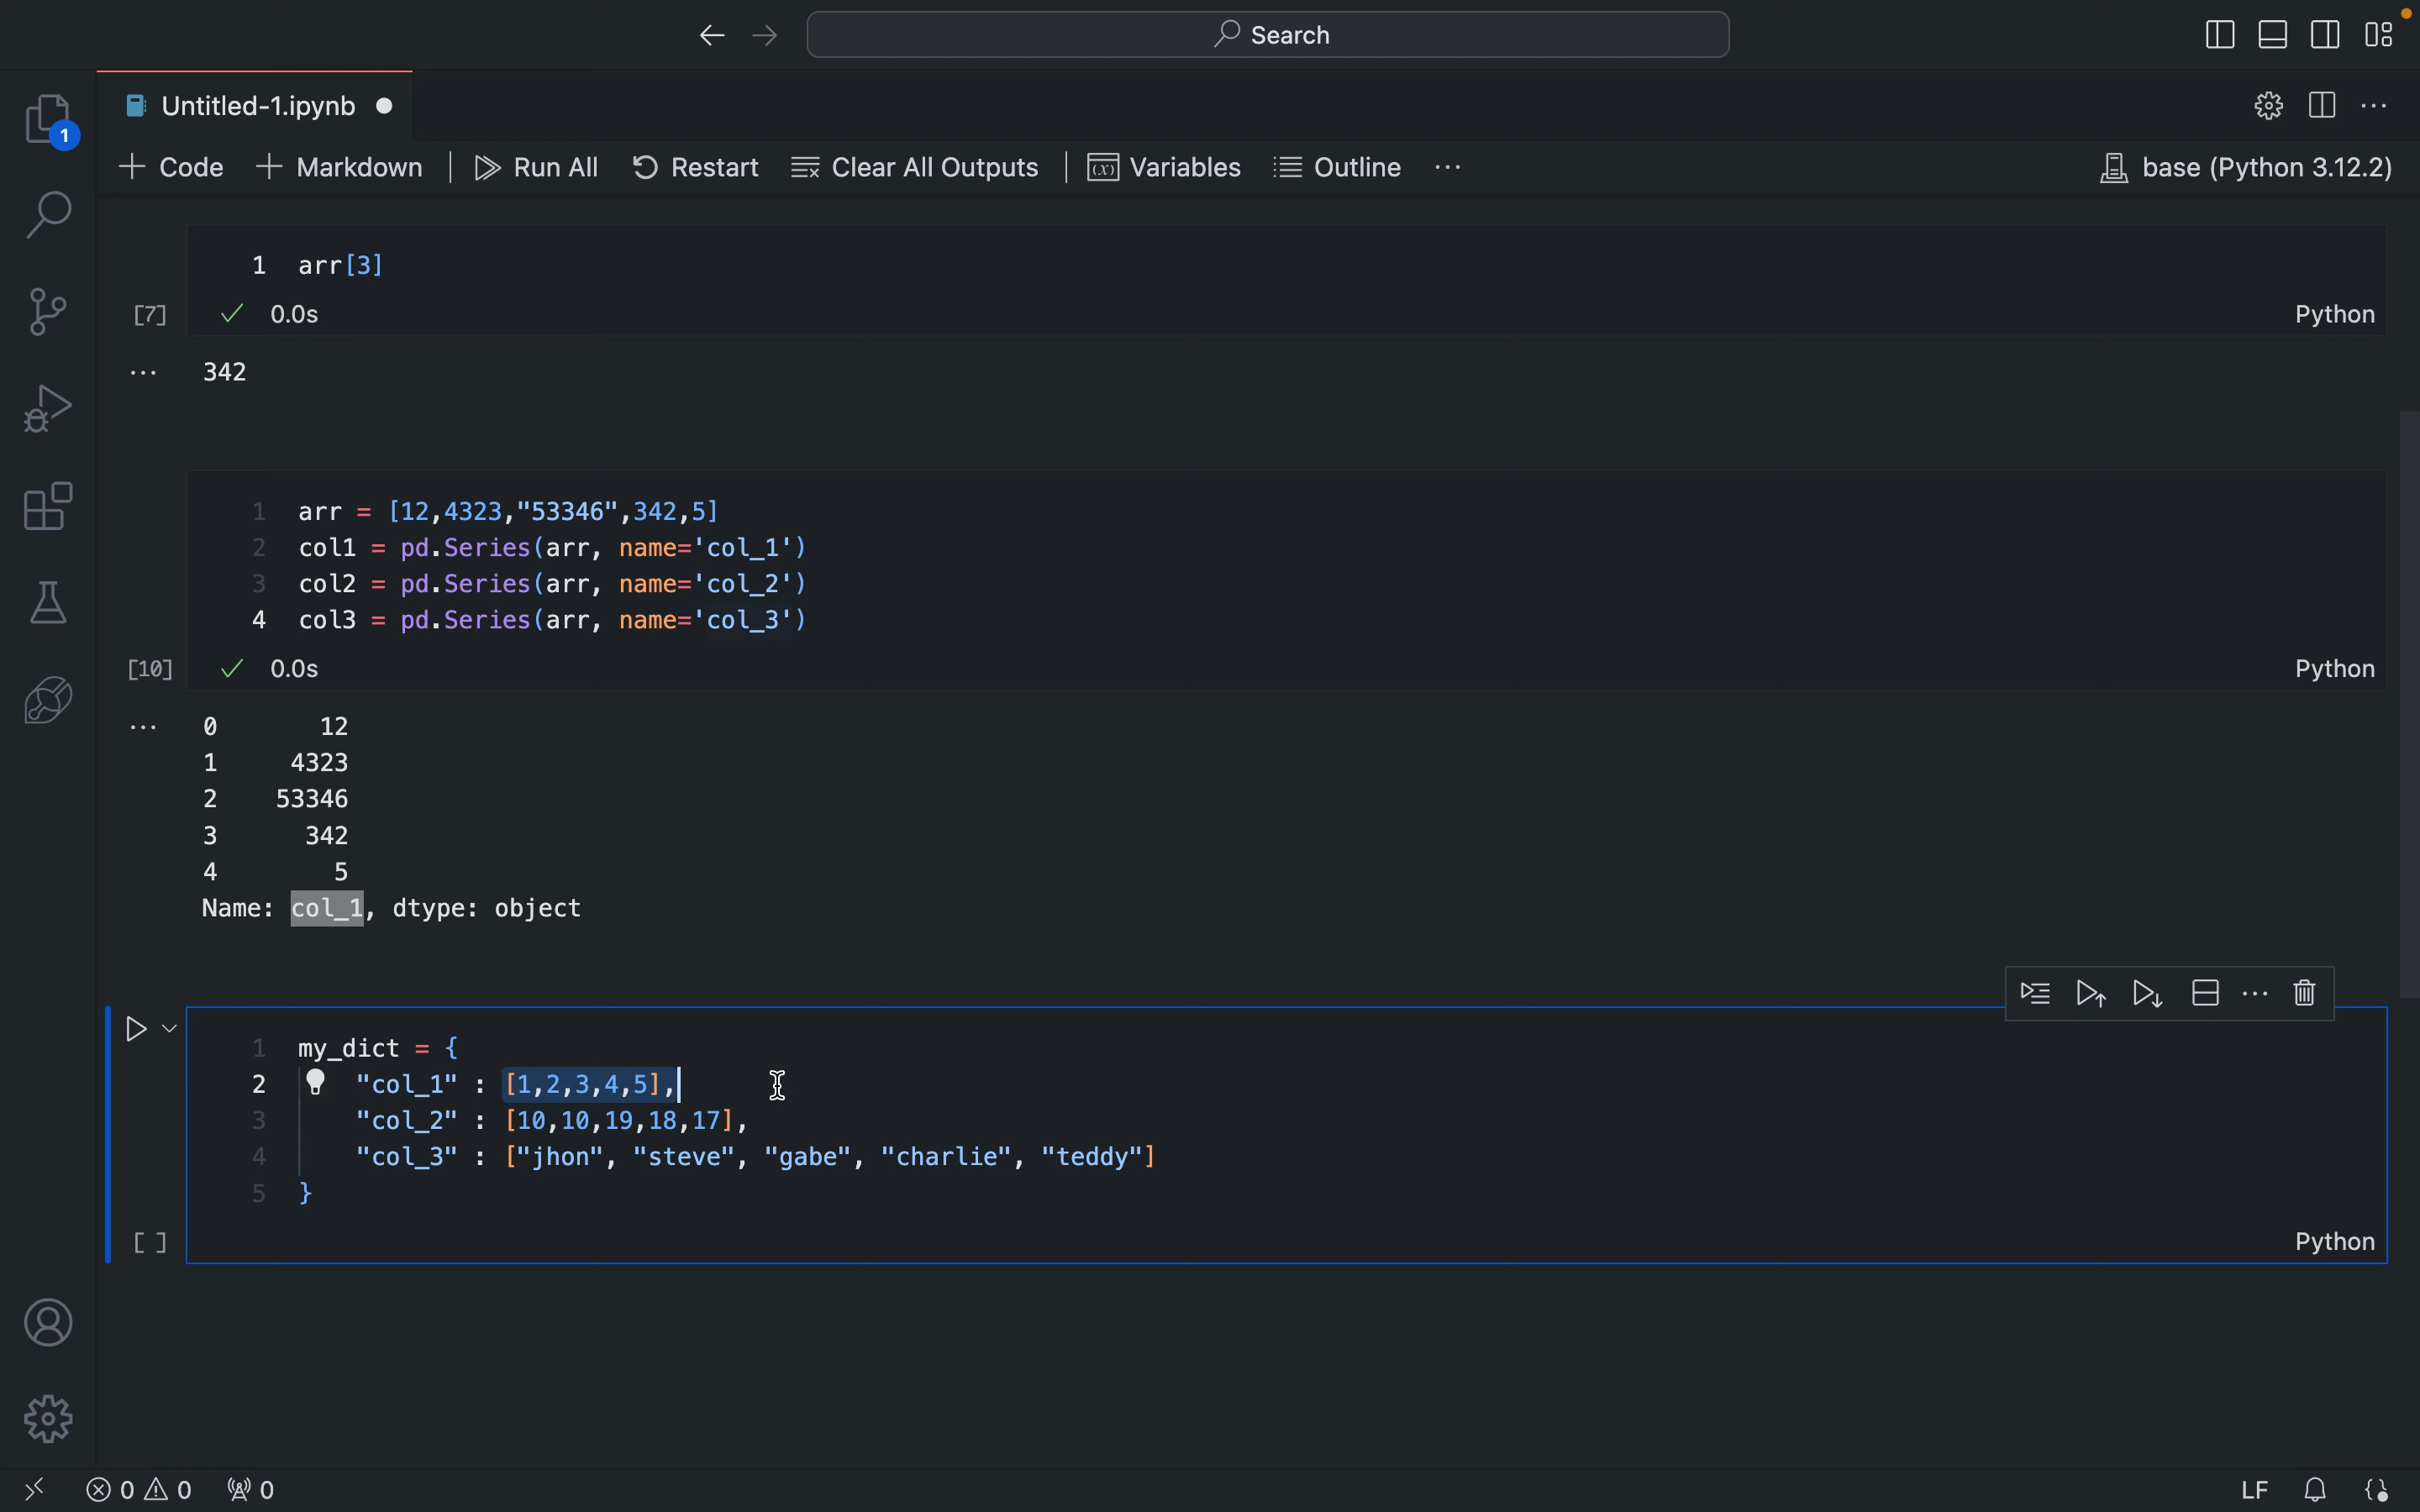 Search
Untitled-1.ipynb
1
Code Markdown Run All Restart Clear All Outputs Variables Outline ... base (Python 3.12.2)
1 arr[3]
[7] 0.0s Python
... 342
1 arr = [12,4323,"53346",342,5]
2 col1 = pd.Series(arr, name='col_1')
3 col2 = pd.Series(arr, name='col_2')
4 col3 = pd.Series(arr, name='col_3')
[10] 0.0s Python
... 0 12
1 4323
2 53346
3 342
4 5
Name: col_1, dtype: object
1 my_dict = {
2 "col_1" : [1,2,3,4,5],
3 "col_2" : [10,10,19,18,17],
4 "col_3" : ["jhon", "steve", "gabe", "charlie", "teddy"]
5 }
[ ] Python
0 0 0 LF